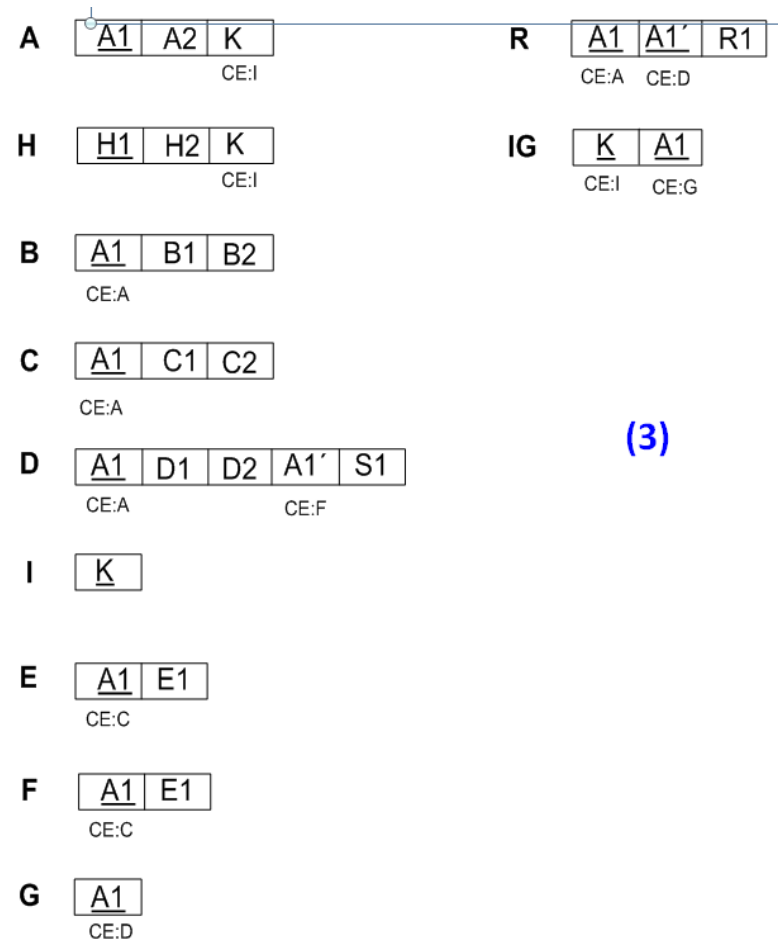 A A1 A2 K
CE:I
R A1 A1´ R1
CE:A CE:D
H H1 H2 K
CE:I
IG K A1
CE:I CE:G
B A1 B1 B2
CE:A
C A1 C1 C2
CE:A
(3)
D A1 D1 D2 A1´ S1
CE:A CE:F
I K
E A1 E1
CE:C
F A1 E1
CE:C
G A1
CE:D